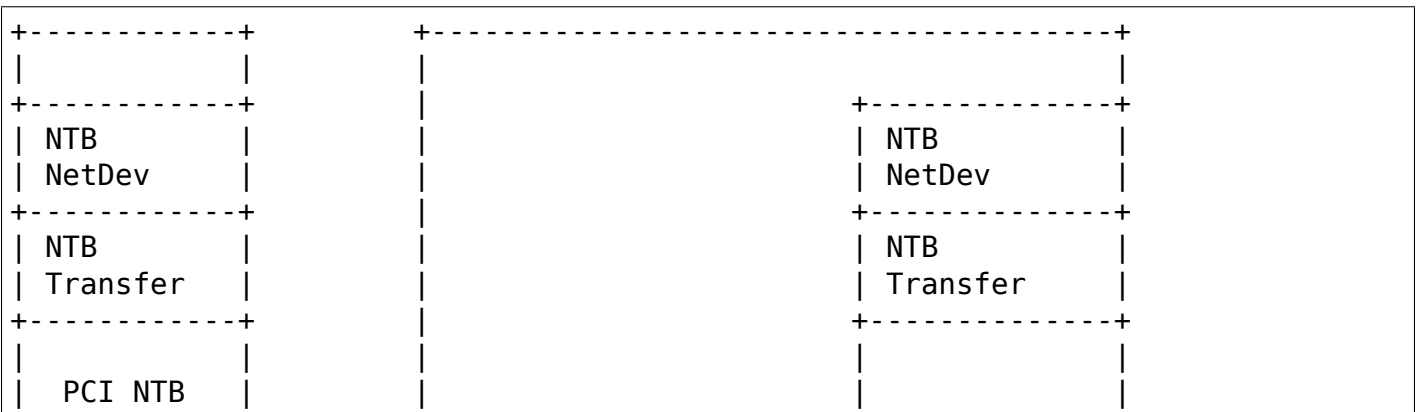 +------------+         +---------------------------------------+
|            |         |                                       |
+------------+         |                        +--------------+
| NTB        |         |                        | NTB          |
| NetDev     |         |                        | NetDev       |
+------------+         |                        +--------------+
| NTB        |         |                        | NTB          |
| Transfer   |         |                        | Transfer     |
+------------+         |                        +--------------+
|            |         |                        |              |
|  PCI NTB   |         |                        |              |